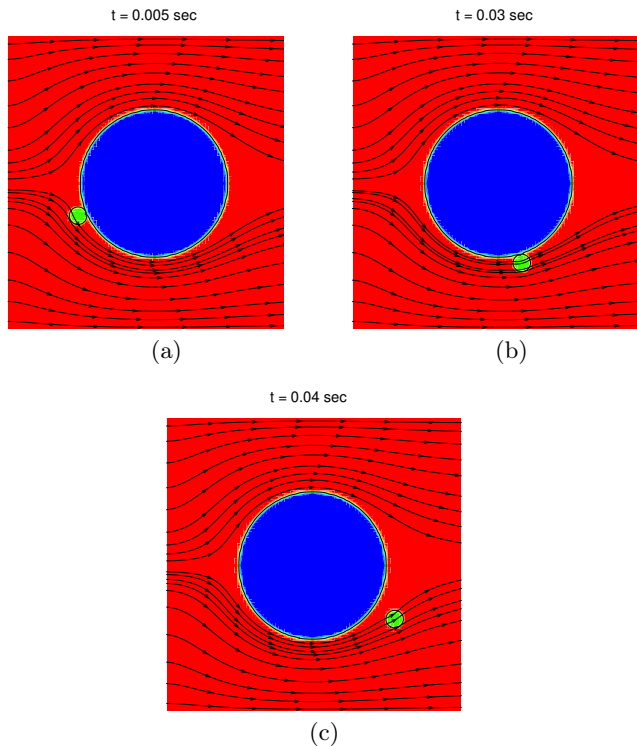 t = 0.005 sec
t = 0.03 sec
(a)
(b)
t = 0.04 sec
(c)